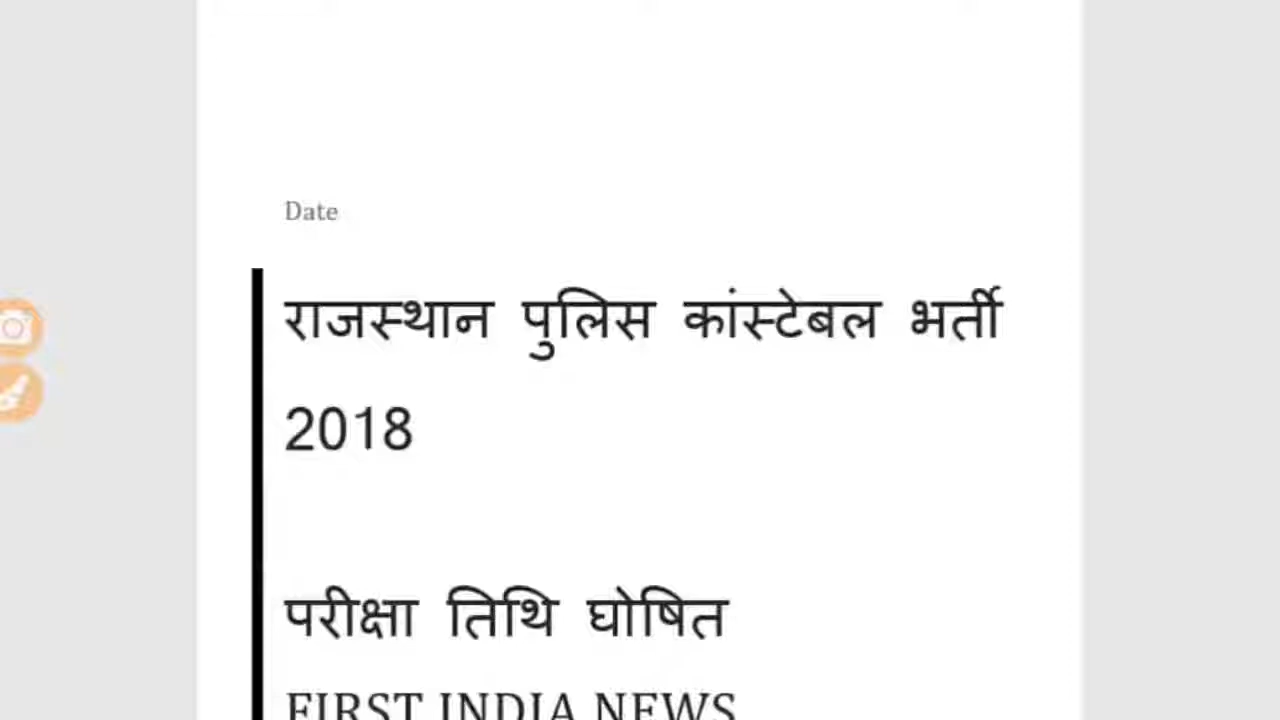 Date
राजस्थान पुलिस कांस्टेबल भर्ती
2018
परीक्षा तिथि घोषित
FIRST INDIA NEWS